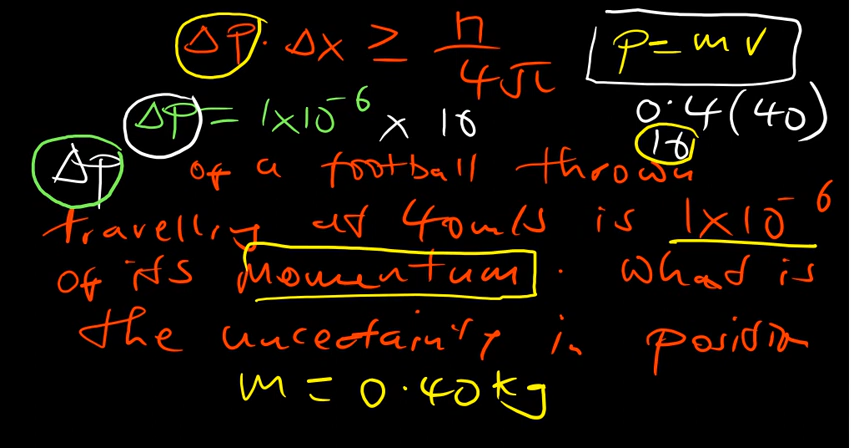 Δp · Δx ≥ h / 4π
p = m v
Δp = 1×10⁻⁶ × 16
0.4(40)
16
Δp of a football thrown
travelling at 40m/s is 1×10⁻⁶
of its momentum. What is
the uncertainty in position
m = 0.40kg